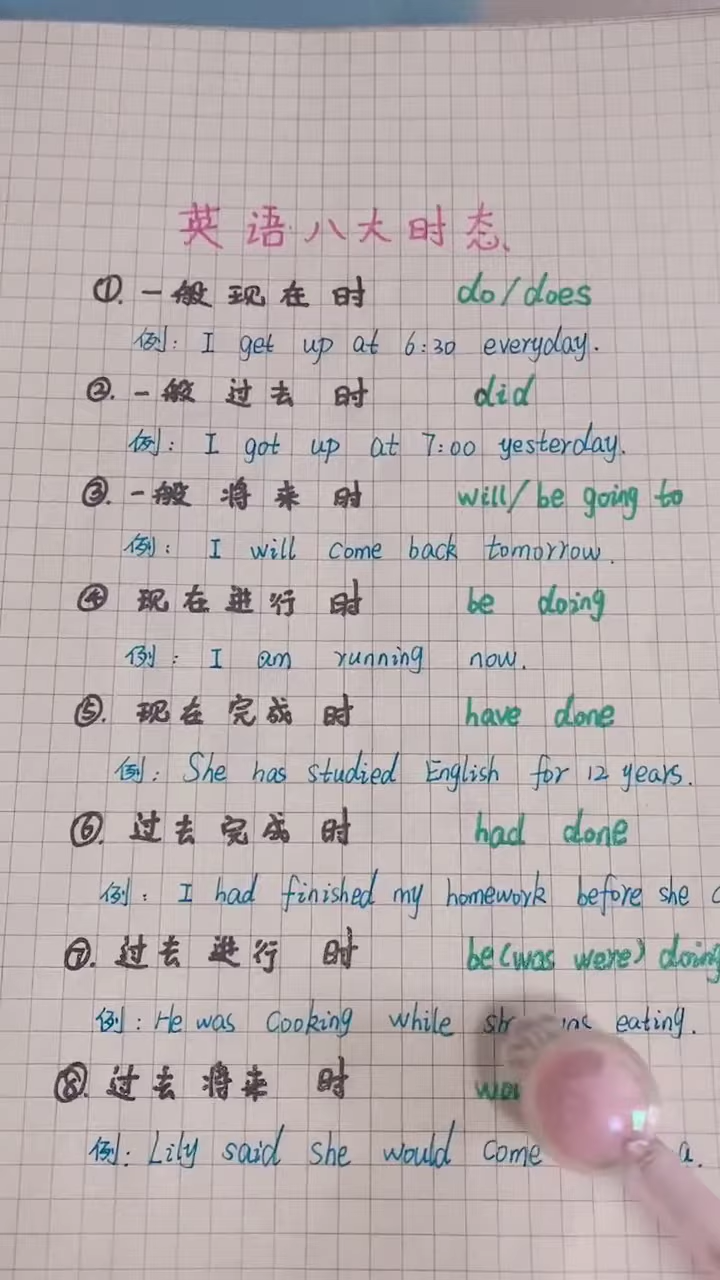 英语八大时态
①. 一般现在时 do/does
例: I get up at 6:30 everyday.
②. 一般过去时 did
例: I got up at 7:00 yesterday.
③. 一般将来时 will/be going to
例: I will come back tomorrow.
④ 现在进行时 be doing
例: I am running now.
⑤. 现在完成时 have done
例: She has studied English for 12 years.
⑥. 过去完成时 had done
例: I had finished my homework before she
⑦. 过去进行时 be(was were) doing
例: He was cooking while eating.
⑧. 过去将来时
例: Lily said she would come